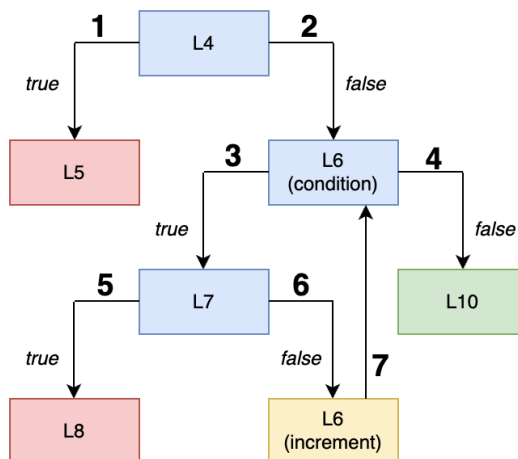 1
L4
2
true
false
L5
3
L6
(condition)
4
true
false
5
L7
6
L10
true
false
7
L8
L6
(increment)